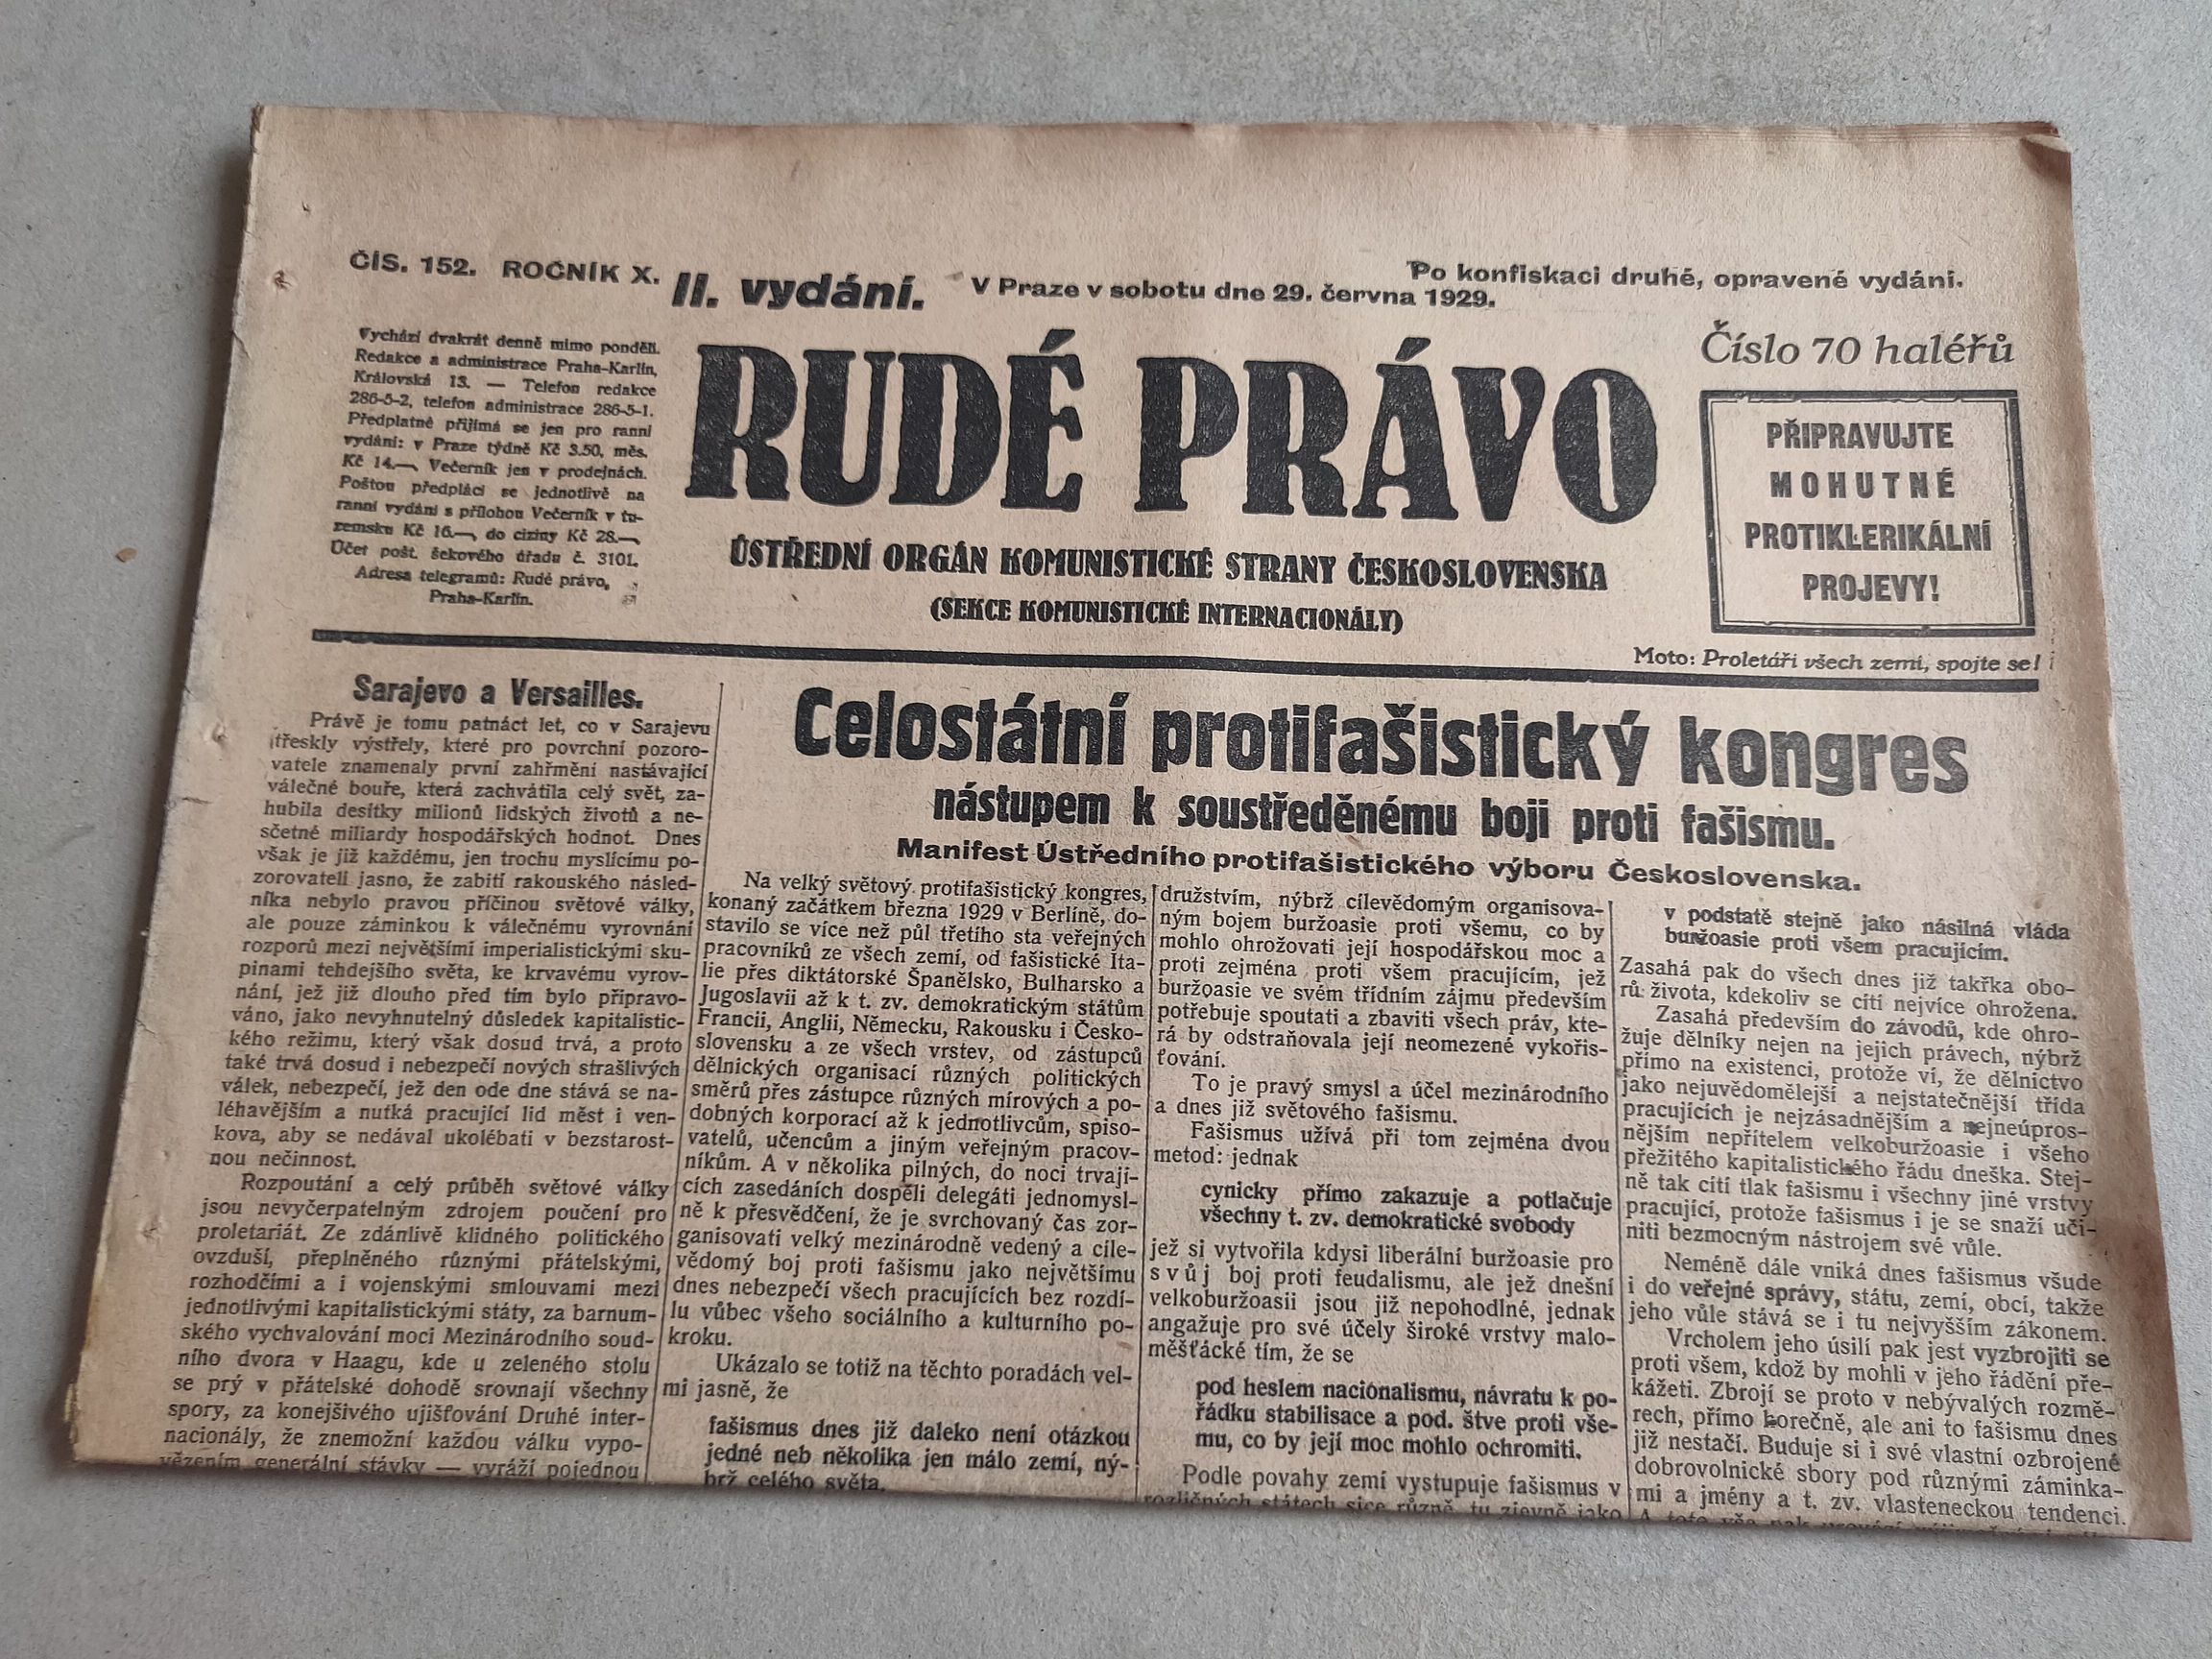 ČÍS. 152. ROČNÍK X.
II. vydání.
V Praze v sobotu dne 29. června 1929.
Po konfiskaci druhé, opravené vydání.
Vychází dvakrát denně mimo pondělí.
Redakce a administrace Praha-Karlín,
Královská 13. — Telefon redakce
286-5-2, telefon administrace 286-5-1.
Předplatné přijímá se jen pro ranní
vydání: v Praze týdně Kč 3.50, měs.
Kč 14.—, Večerník jen v prodejnách.
Poštou předplácí se jednotlivě na
ranní vydání s přílohou Večerník v tu-
zemsku Kč 16.—, do ciziny Kč 28.—,
Účet pošt. šekového úřadu č. 3101.
Adresa telegramů: Rudé právo,
Praha-Karlín.
RUDÉ PRÁVO
ÚSTŘEDNÍ ORGÁN KOMUNISTICKÉ STRANY ČESKOSLOVENSKA
(SEKCE KOMUNISTICKÉ INTERNACIONÁLY)
Číslo 70 haléřů
PŘIPRAVUJTE
MOHUTNÉ
PROTIKLERIKÁLNÍ
PROJEVY!
Moto: Proletáři všech zemí, spojte se!
Sarajevo a Versailles.
Právě je tomu patnáct let, co v Sarajevu
třeskly výstřely, které pro povrchní pozoro-
vatele znamenaly první zahřmění nastávající
válečné bouře, která zachvátila celý svět, za-
hubila desítky milionů lidských životů a ne-
sčetné miliardy hospodářských hodnot. Dnes
však je již každému, jen trochu myslícímu po-
zorovateli jasno, že zabití rakouského násled-
níka nebylo pravou příčinou světové války,
ale pouze záminkou k válečnému vyrovnání
rozporů mezi největšími imperialistickými sku-
pinami tehdejšího světa, ke krvavému vyrov-
nání, jež již dlouho před tím bylo připravo-
váno, jako nevyhnutelný důsledek kapitalistic-
kého režimu, který však dosud trvá, a proto
také trvá dosud i nebezpečí nových strašlivých
válek, nebezpečí, jež den ode dne stává se na-
léhavějším a nutká pracující lid měst i ven-
kova, aby se nedával ukolébati v bezstarost-
nou nečinnost.
Rozpoutání a celý průběh světové války
jsou nevyčerpatelným zdrojem poučení pro
proletariát. Ze zdánlivě klidného politického
ovzduší, přeplněného různými přátelskými,
rozhodčími a i vojenskými smlouvami mezi
jednotlivými kapitalistickými státy, za barnum-
ského vychvalování moci Mezinárodního soud-
ního dvora v Haagu, kde u zeleného stolu
se prý v přátelské dohodě srovnají všechny
spory, za konejšivého ujišťování Druhé inter-
nacionály, že znemožní každou válku vypo-
vězením generální stávky — vyráží pojednou
Celostátní protifašistický kongres
nástupem k soustředěnému boji proti fašismu.
Manifest Ústředního protifašistického výboru Československa.
Na velký světový protifašistický kongres,
konaný začátkem března 1929 v Berlíně, do-
stavilo se více než půl třetího sta veřejných
pracovníků ze všech zemí, od fašistické Ita-
lie přes diktátorské Španělsko, Bulharsko a
Jugoslavii až k t. zv. demokratickým státům
Francii, Anglii, Německu, Rakousku i Česko-
slovensku a ze všech vrstev, od zástupců
dělnických organisací různých politických
směrů přes zástupce různých mírových a po-
dobných korporací až k jednotlivcům, spiso-
vatelů, učencům a jiným veřejným pracov-
níkům. A v několika pilných, do noci trvají-
cích zasedáních dospěli delegáti jednomysl-
ně k přesvědčení, že je svrchovaný čas zor-
ganisovati velký mezinárodně vedený a cíle-
vědomý boj proti fašismu jako největšímu
dnes nebezpečí všech pracujících bez rozdí-
lu vůbec všeho sociálního a kulturního po-
kroku.
Ukázalo se totiž na těchto poradách vel-
mi jasně, že
fašismus dnes již daleko není otázkou
jedné neb několika jen málo zemí, ný-
brž celého světa.
družstvím, nýbrž cílevědomým organisova-
ným bojem buržoasie proti všemu, co by
mohlo ohrožovati její hospodářskou moc a
proti zejména proti všem pracujícím, jež
buržoasie ve svém třídním zájmu především
potřebuje spoutati a zbaviti všech práv, kte-
rá by odstraňovala její neomezené vykořis-
ťování.
To je pravý smysl a účel mezinárodního
a dnes již světového fašismu.
Fašismus užívá při tom zejména dvou
metod: jednak
cynicky přímo zakazuje a potlačuje
všechny t. zv. demokratické svobody
jež si vytvořila kdysi liberální buržoasie pro
svůj boj proti feudalismu, ale jež dnešní
velkoburžoasii jsou již nepohodlné, jednak
angažuje pro své účely široké vrstvy malo-
měšťácké tím, že se
pod heslem nacionalismu, návratu k po-
řádku stabilisace a pod. štve proti vše-
mu, co by její moc mohlo ochromiti.
Podle povahy zemí vystupuje fašismus v
rozličných státech sice různě, tu zjevně jako
v podstatě stejně jako násilná vláda
buržoasie proti všem pracujícím.
Zasahá pak do všech dnes již takřka obo-
rů života, kdekoliv se cítí nejvíce ohrožena.
Zasahá především do závodů, kde ohro-
žuje dělníky nejen na jejich právech, nýbrž
přímo na existenci, protože ví, že dělnictvo
jako nejuvědomělejší a nejstatečnější třída
pracujících je nejzásadnějším a nejneúpros-
nějším nepřítelem velkoburžoasie i všeho
přežitého kapitalistického řádu dneška. Stej-
ně tak cítí tlak fašismu i všechny jiné vrstvy
pracující, protože fašismus i je se snaží uči-
niti bezmocným nástrojem své vůle.
Neméně dále vniká dnes fašismus všude
i do veřejné správy, státu, zemí, obcí, takže
jeho vůle stává se i tu nejvyšším zákonem.
Vrcholem jeho úsilí pak jest vyzbrojiti se
proti všem, kdož by mohli v jeho řádění pře-
kážeti. Zbrojí se proto v nebývalých rozmě-
rech, přímo horečně, ale ani to fašismu dnes
již nestačí. Buduje si i své vlastní ozbrojené
dobrovolnické sbory pod různými záminka-
mi a jmény a t. zv. vlasteneckou tendenci.